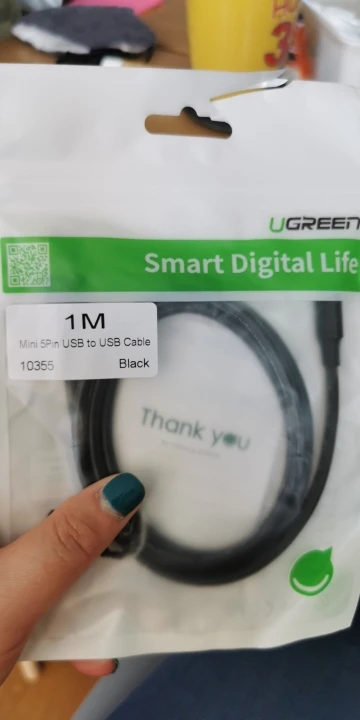 UGREEN
Smart Digital Life
1M
Mini 5Pin USB to USB Cable
10355 Black
Thank you